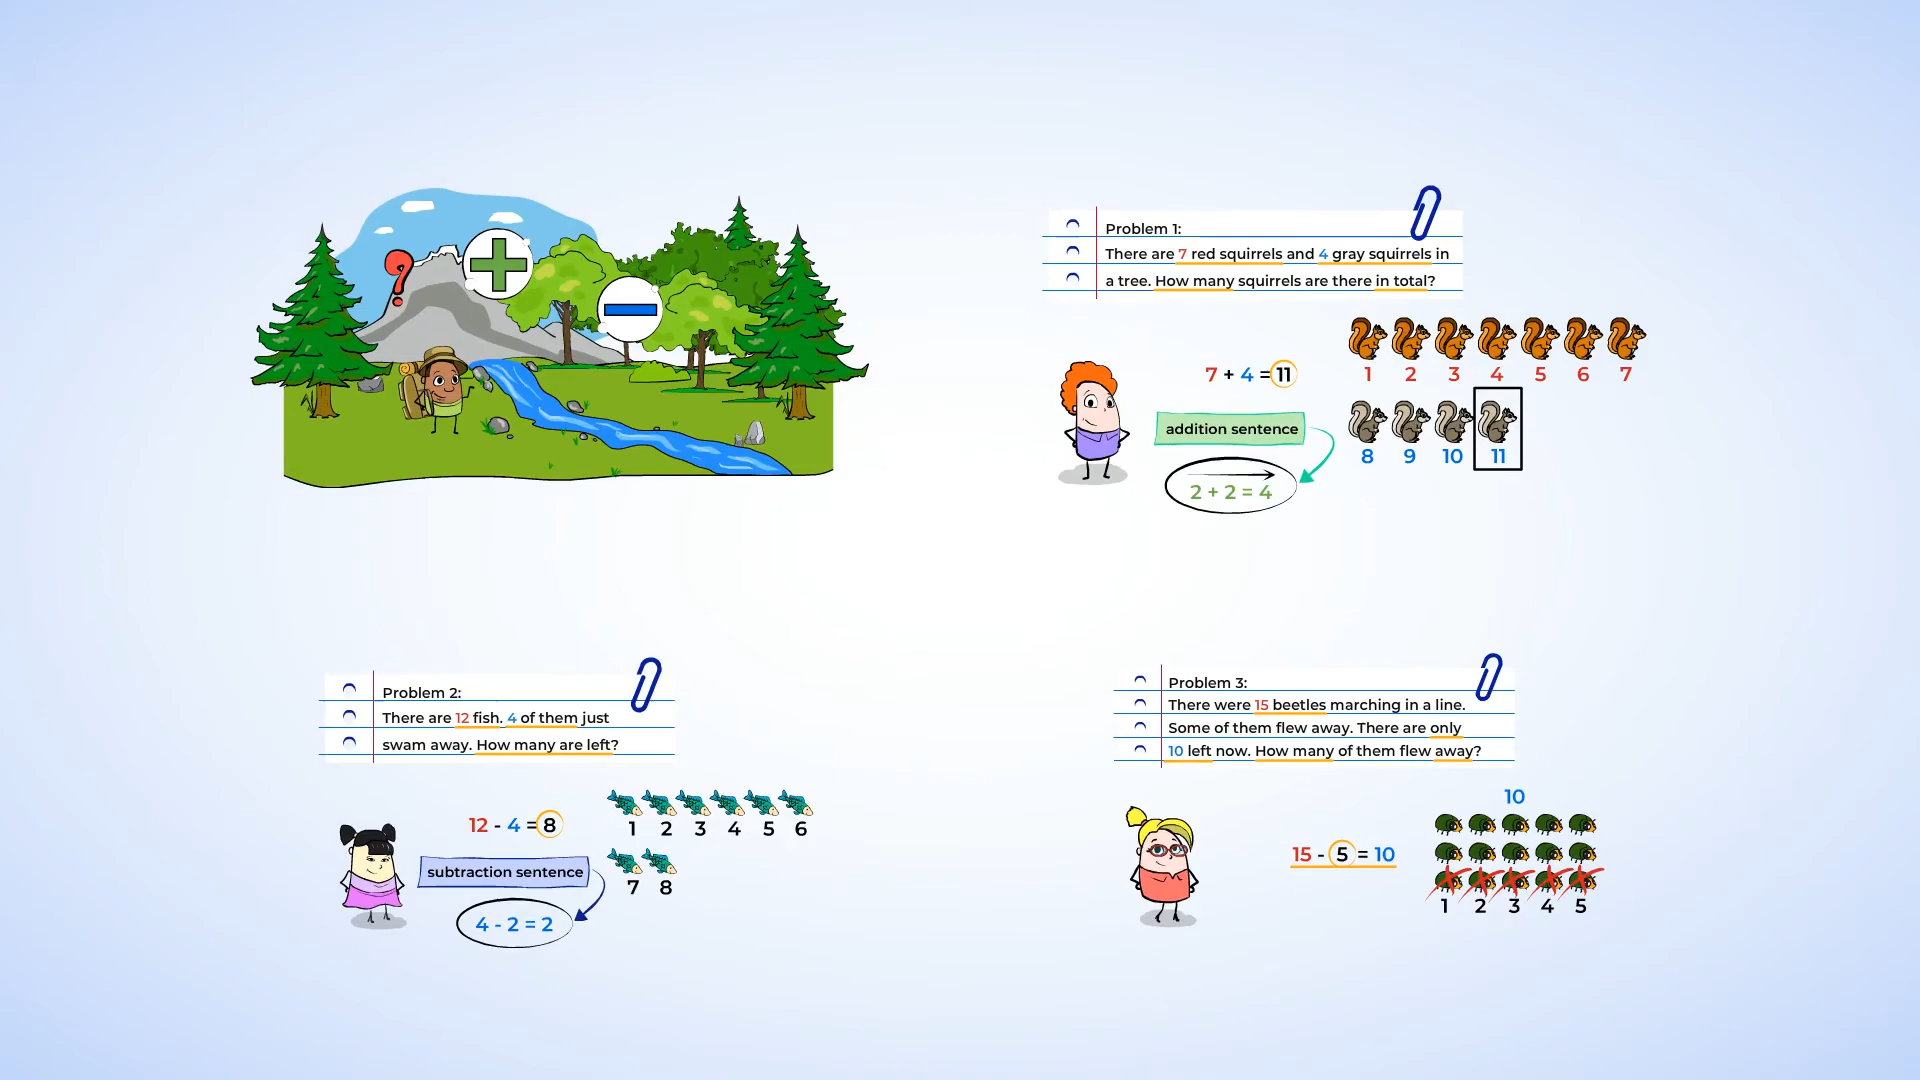 ?
+
-
Problem 1:
There are 7 red squirrels and 4 gray squirrels in
a tree. How many squirrels are there in total?
7 + 4 = 11
addition sentence
2 + 2 = 4
1 2 3 4 5 6 7
8 9 10 11
Problem 2:
There are 12 fish. 4 of them just
swam away. How many are left?
12 - 4 = 8
subtraction sentence
4 - 2 = 2
1 2 3 4 5 6
7 8
Problem 3:
There were 15 beetles marching in a line.
Some of them flew away. There are only
10 left now. How many of them flew away?
10
15 - 5 = 10
1 2 3 4 5